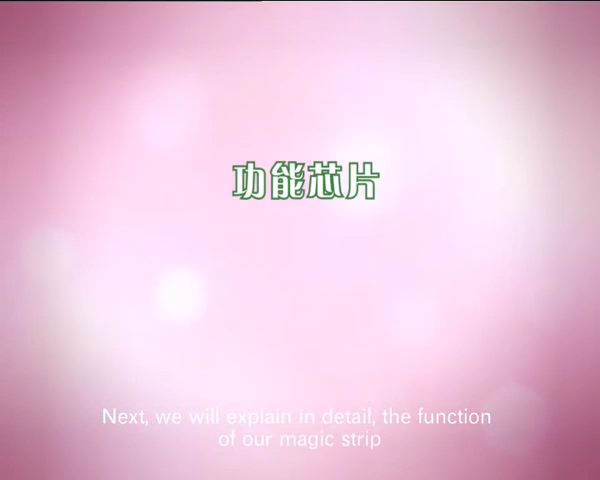 功能芯片
Next, we will explain in detail, the function
of our magic strip